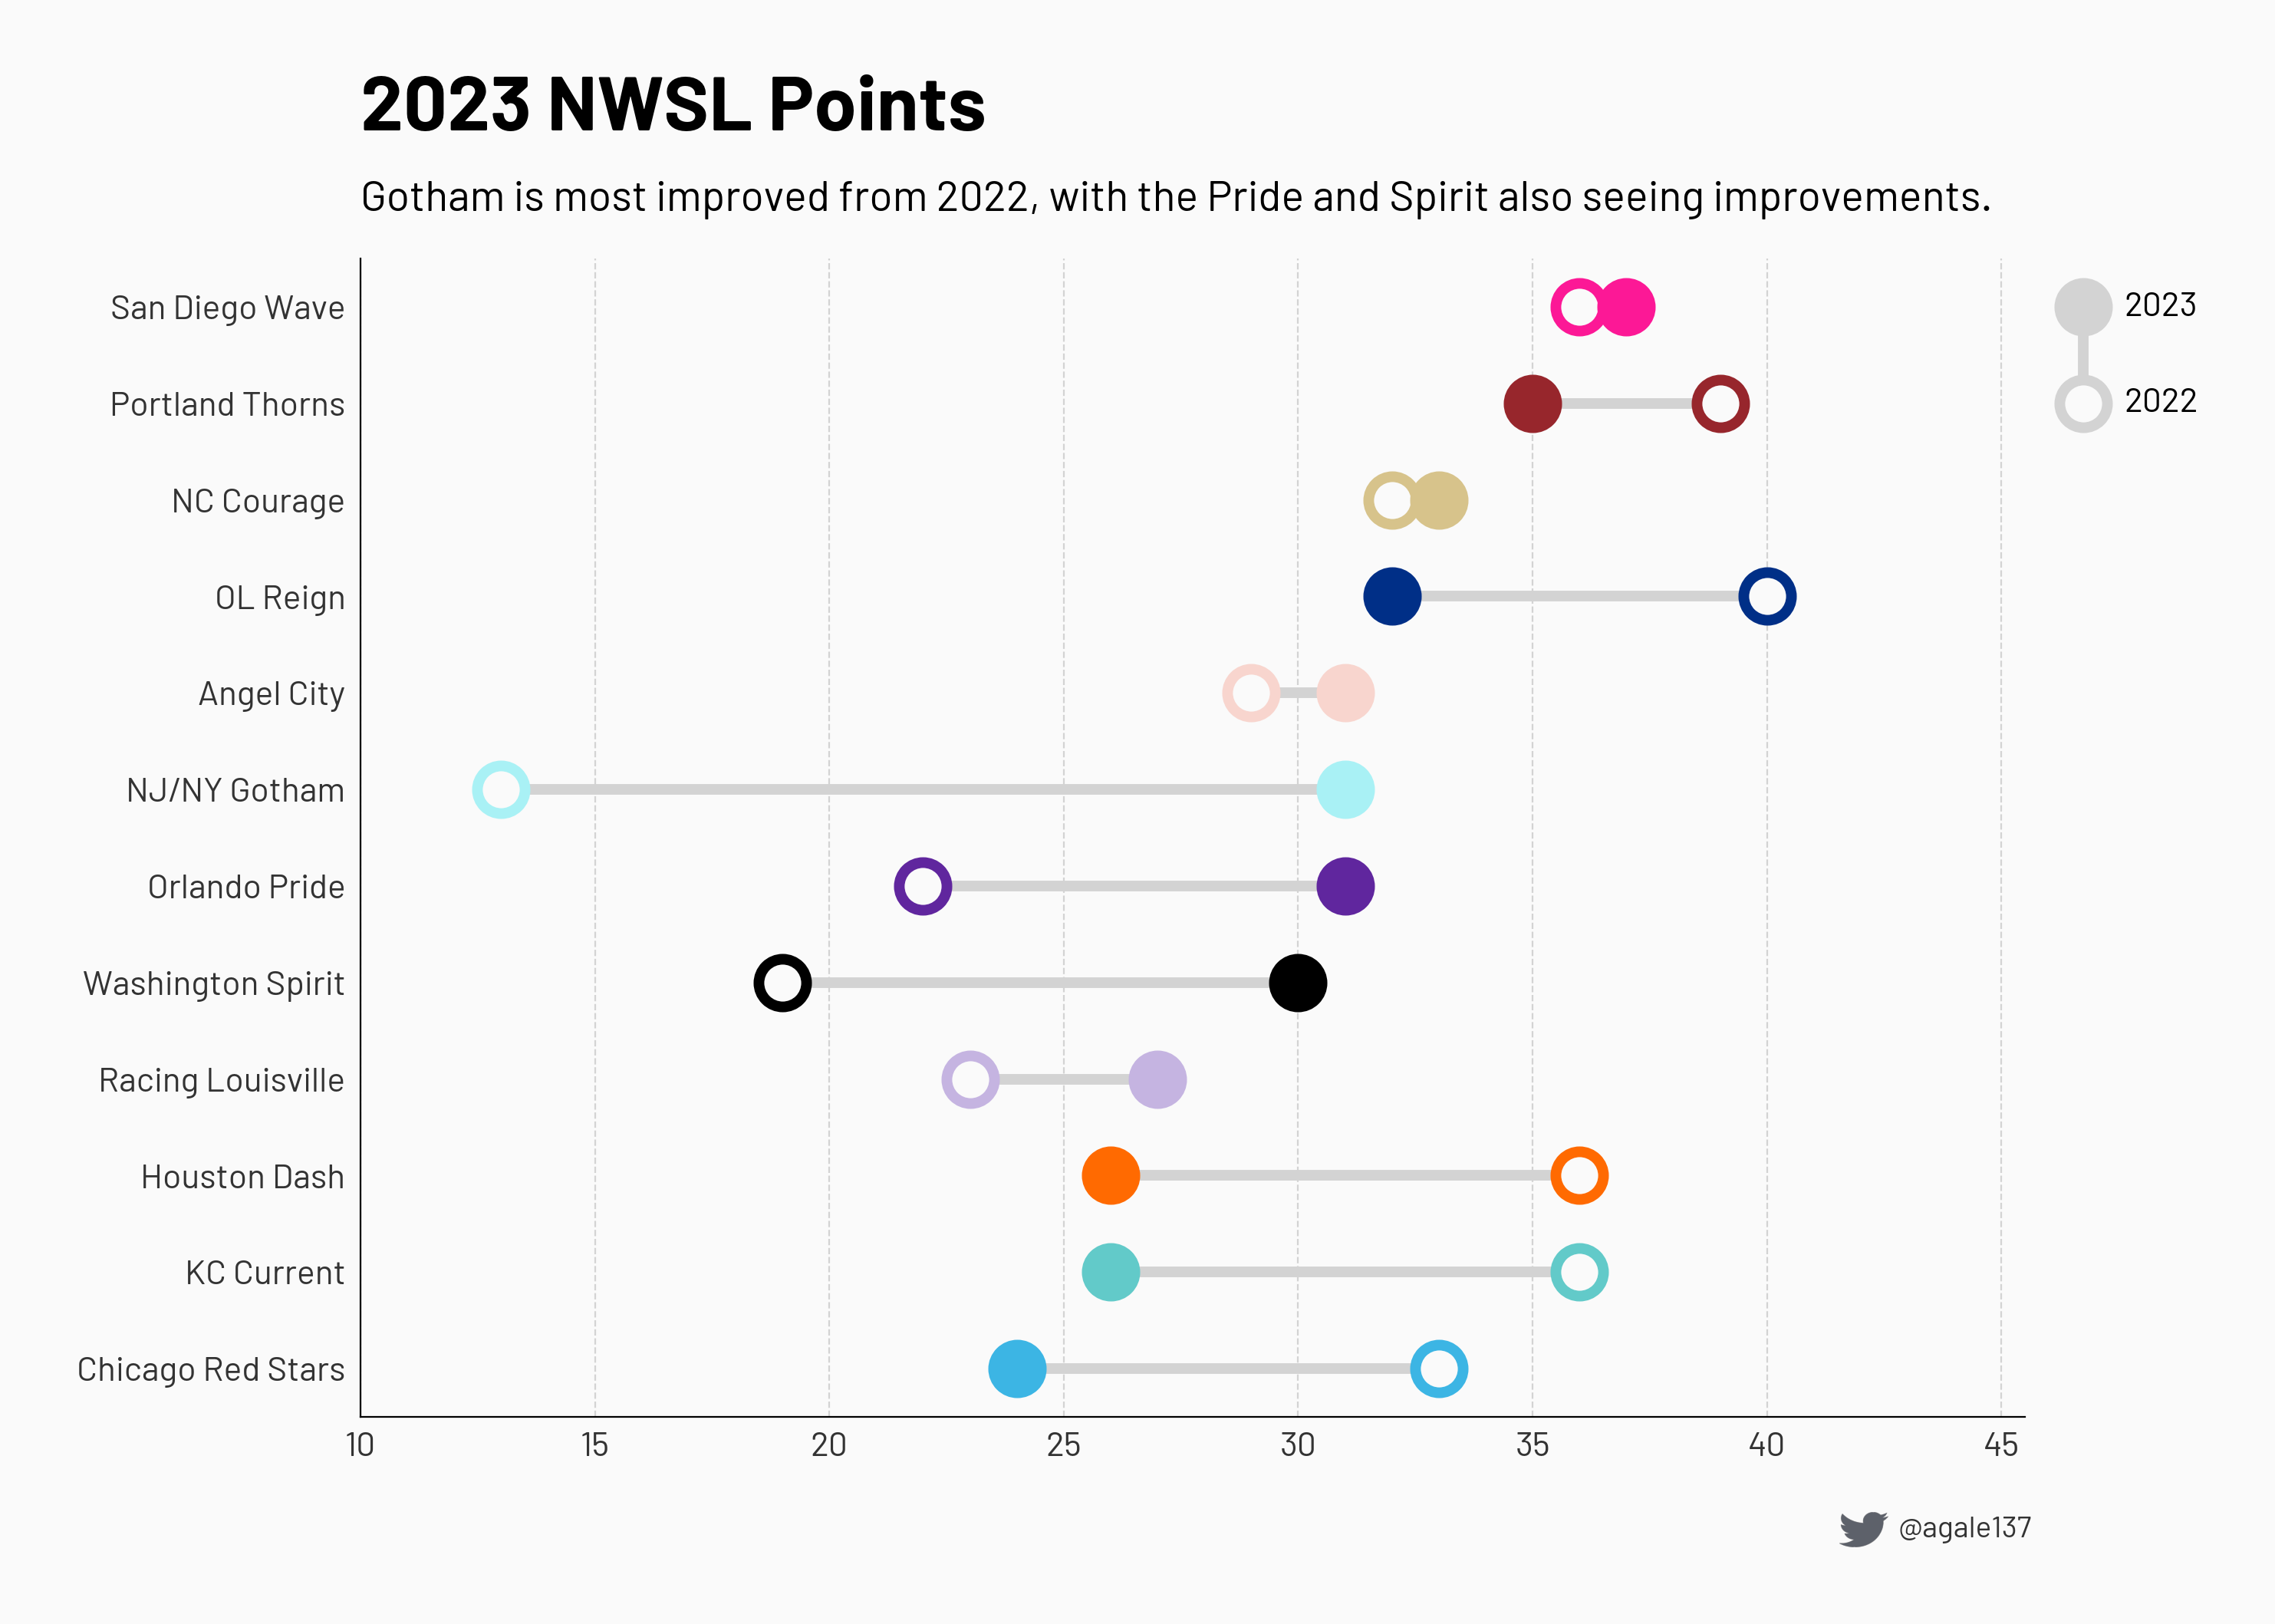 2023 NWSL Points
Gotham is most improved from 2022, with the Pride and Spirit also seeing improvements.
San Diego Wave
Portland Thorns
NC Courage
OL Reign
Angel City
NJ/NY Gotham
Orlando Pride
Washington Spirit
Racing Louisville
Houston Dash
KC Current
Chicago Red Stars
2023
2022
10 15 20 25 30 35 40 45
@agale137